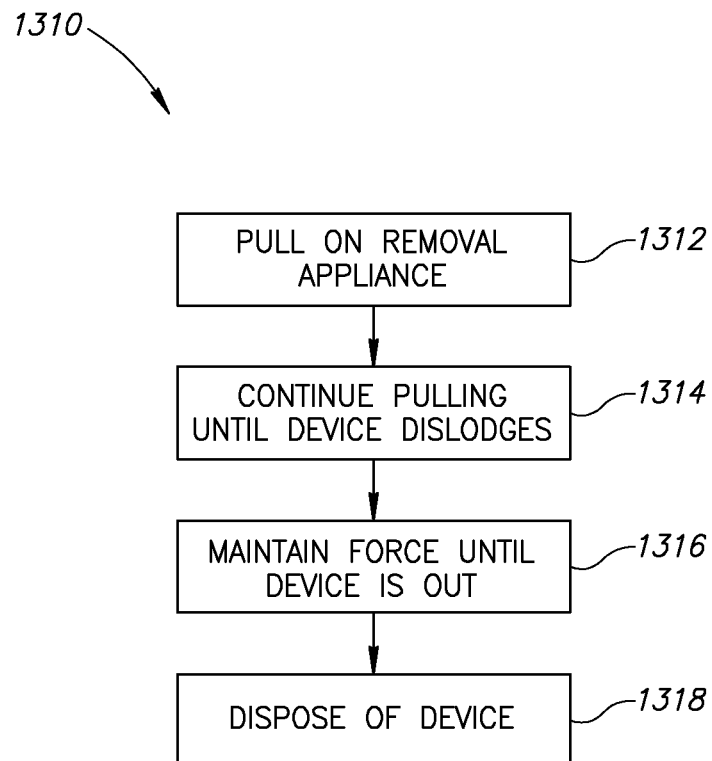 1310
PULL ON REMOVAL
APPLIANCE
1312
CONTINUE PULLING
UNTIL DEVICE DISLODGES
1314
MAINTAIN FORCE UNTIL
DEVICE IS OUT
1316
DISPOSE OF DEVICE
1318